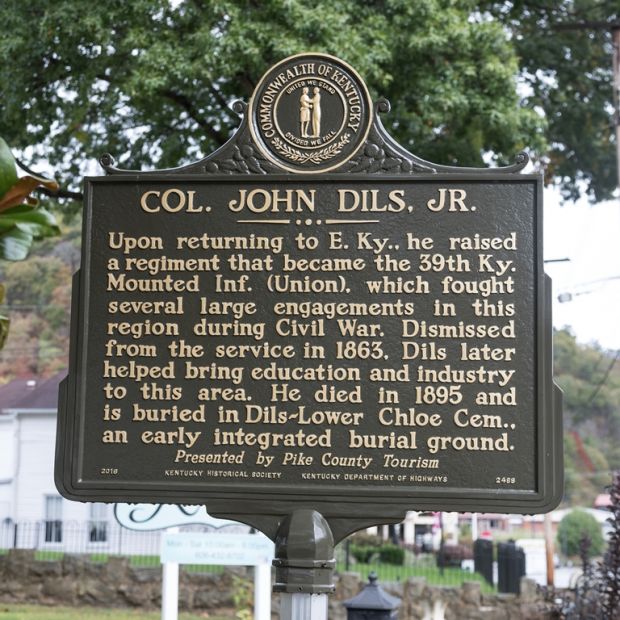 COMMONWEALTH OF KENTUCKY
UNITED WE STAND
DIVIDED WE FALL
COL. JOHN DILS, JR.
Upon returning to E. Ky., he raised
a regiment that became the 39th Ky.
Mounted Inf. (Union), which fought
several large engagements in this
region during Civil War. Dismissed
from the service in 1863, Dils later
helped bring education and industry
to this area. He died in 1895 and
is buried in Dils-Lower Chloe Cem.,
an early integrated burial ground.
Presented by Pike County Tourism
2016 KENTUCKY HISTORICAL SOCIETY KENTUCKY DEPARTMENT OF HIGHWAYS 2489